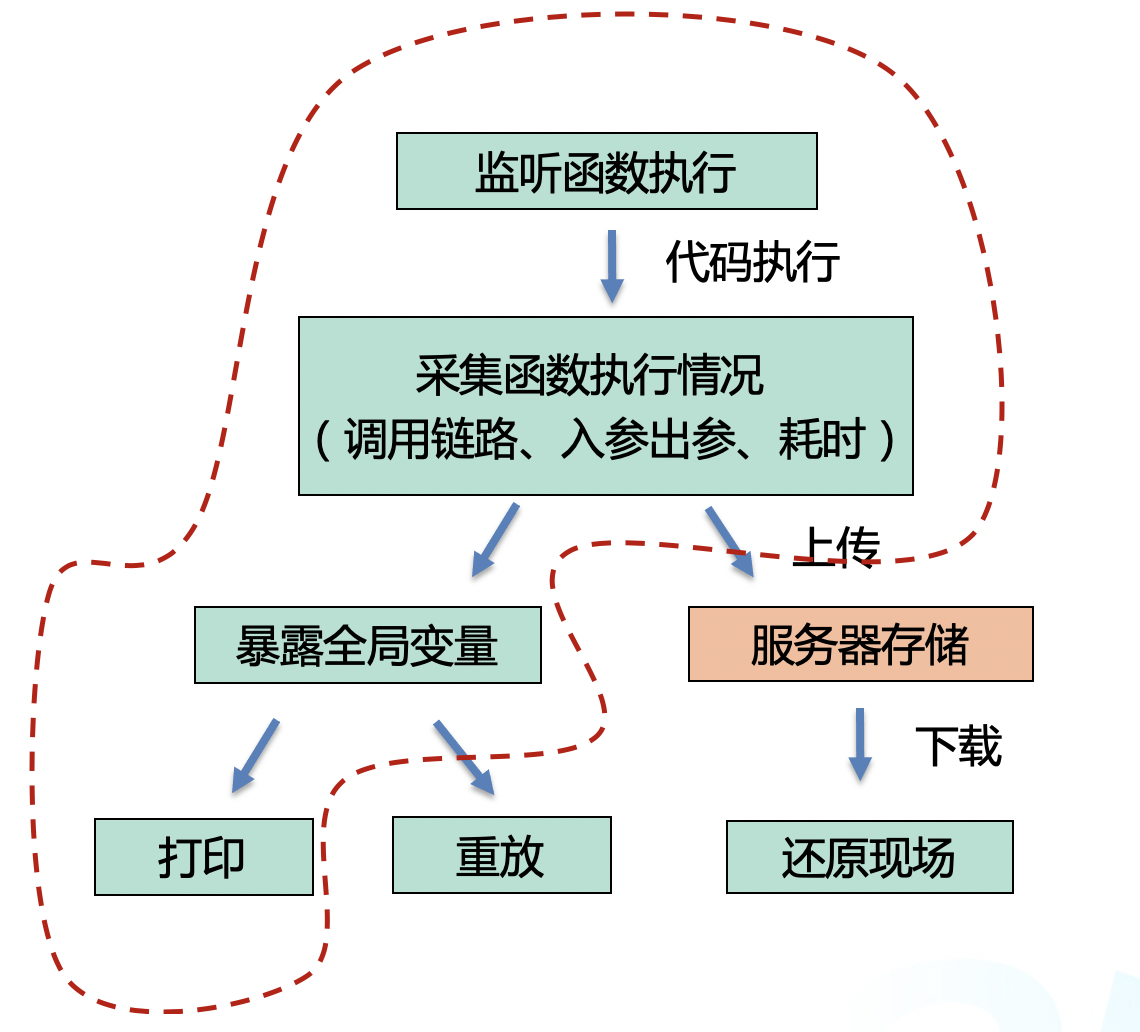 监听函数执行
代码执行
采集函数执行情况
（调用链路、入参出参、耗时）
上传
暴露全局变量
服务器存储
下载
打印
重放
还原现场